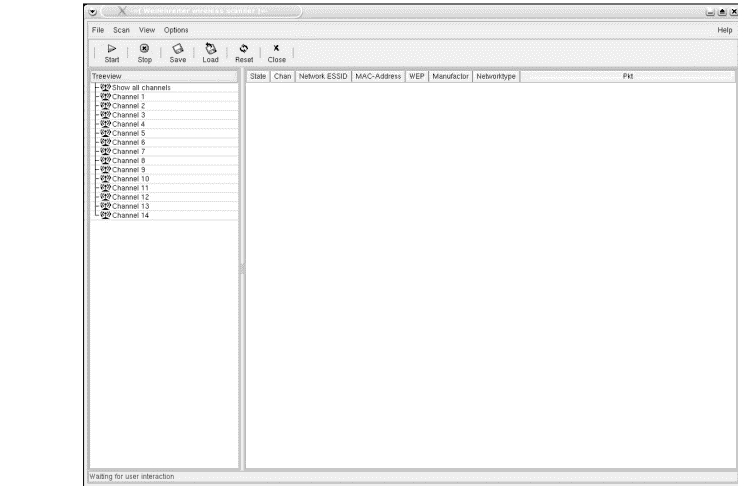 -=[ Wellenreiter wireless scanner ]=-
File Scan View Options Help
Start Stop Save Load Reset Close
Treeview State Chan Network ESSID MAC-Address WEP Manufactor Networktype Pkt
Show all channels
Channel 1
Channel 2
Channel 3
Channel 4
Channel 5
Channel 6
Channel 7
Channel 8
Channel 9
Channel 10
Channel 11
Channel 12
Channel 13
Channel 14
Waiting for user interaction